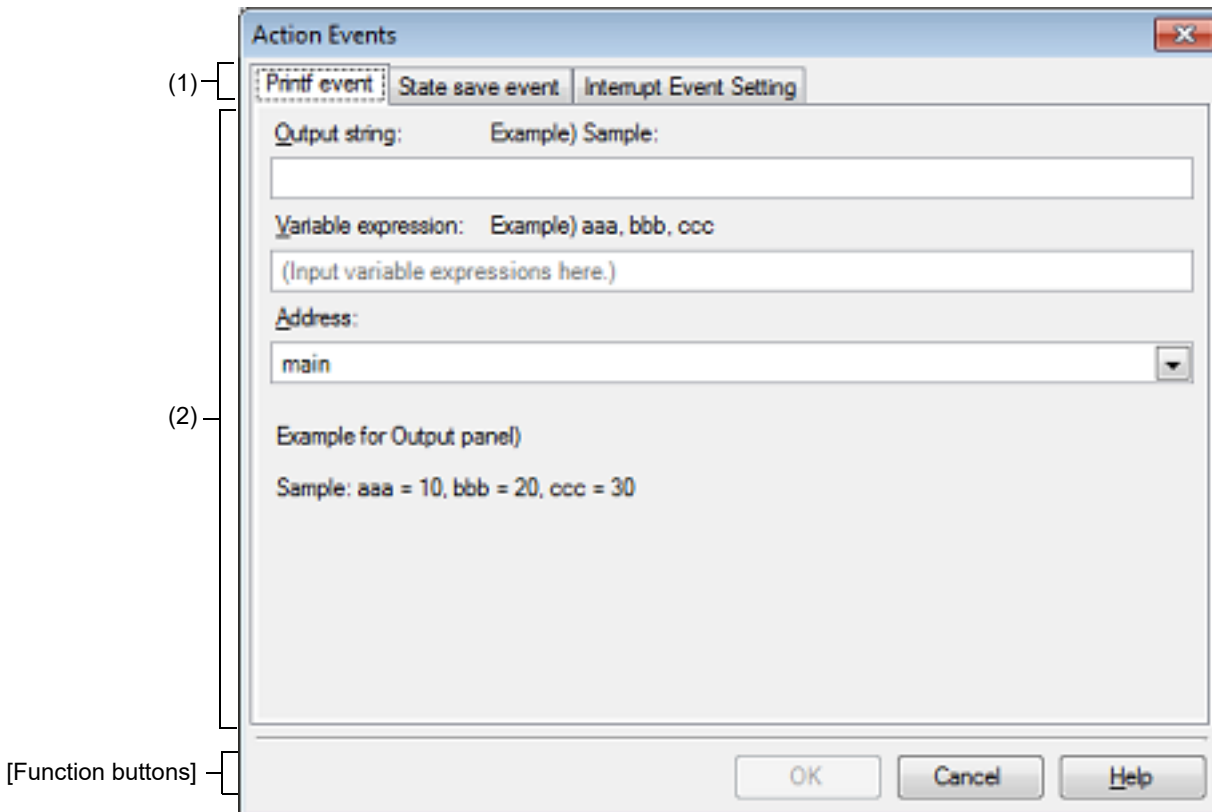 Action Events
(1)
Printf event State save event Interrupt Event Setting
Output string: Example) Sample:
Variable expression: Example) aaa, bbb, ccc
(Input variable expressions here.)
Address:
main
(2)
Example for Output panel)
Sample: aaa = 10, bbb = 20, ccc = 30
[Function buttons]
OK Cancel Help